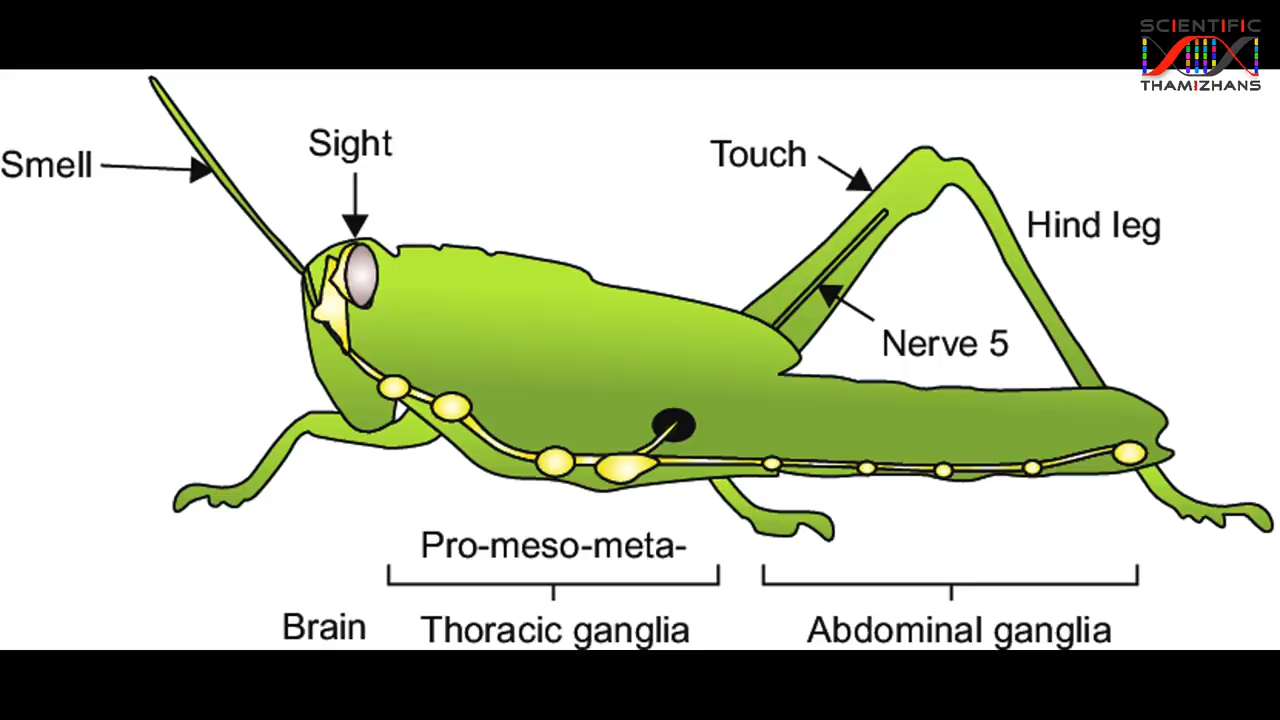 SCIENTIFIC
THAMIZHANS
Smell
Sight
Touch
Hind leg
Nerve 5
Pro-meso-meta-
Brain
Thoracic ganglia
Abdominal ganglia